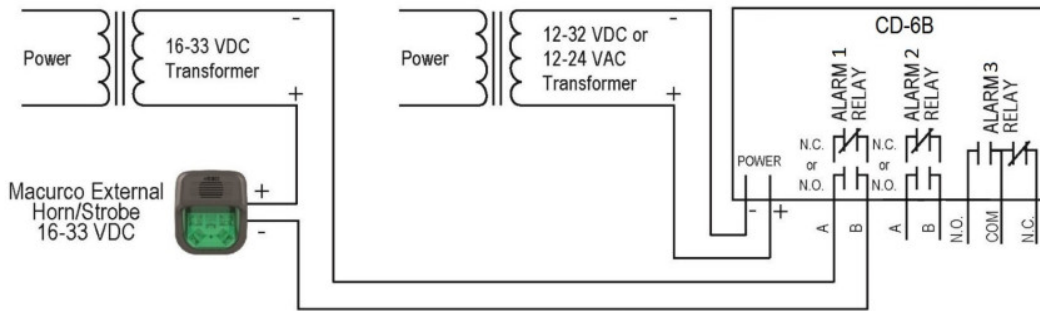 -
Power
16-33 VDC
Transformer
+
Macurco External
Horn/Strobe
16-33 VDC
+
-
-
Power
12-32 VDC or
12-24 VAC
Transformer
+
CD-6B
ALARM 1
RELAY
ALARM 2
RELAY
ALARM 3
RELAY
POWER
- +
N.C.
or
N.O.
N.C.
or
N.O.
A
B
A
B
N.O.
COM
N.C.